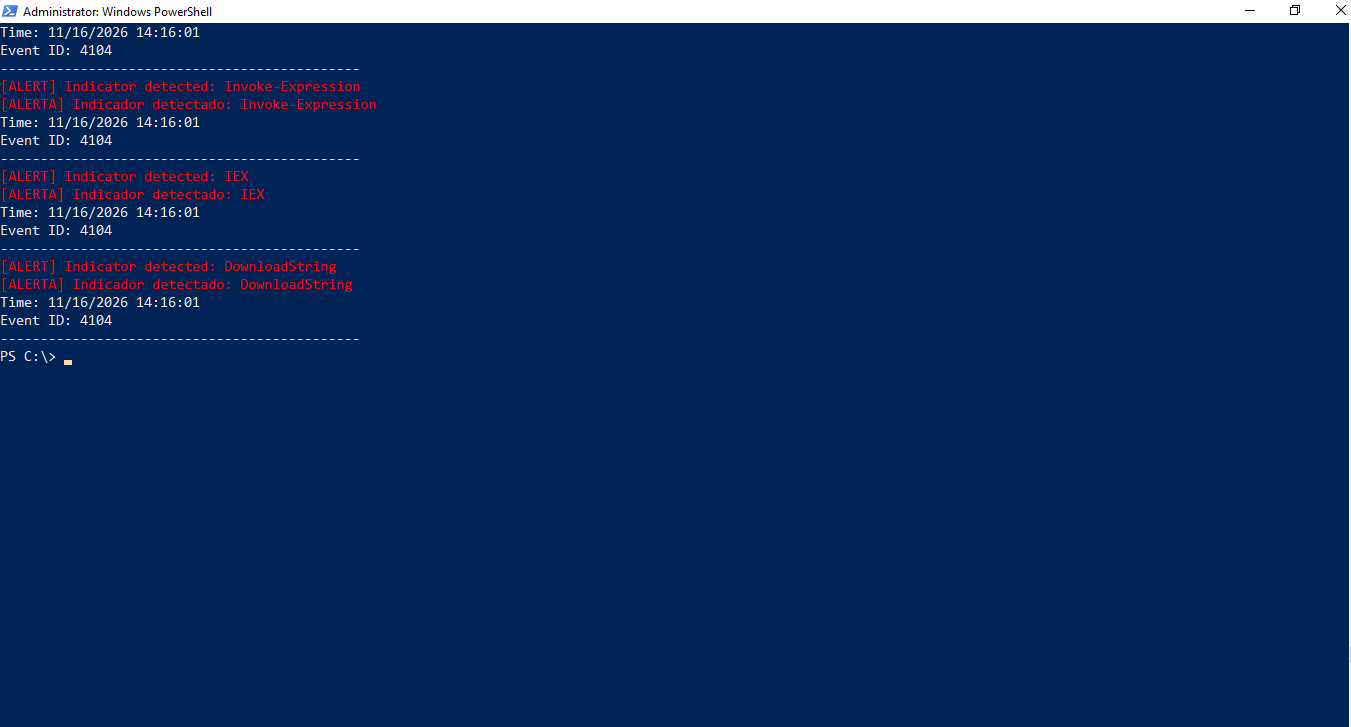 Administrator: Windows PowerShell
Time: 11/16/2026 14:16:01
Event ID: 4104
---------------------------------------------
[ALERT] Indicator detected: Invoke-Expression
[ALERTA] Indicador detectado: Invoke-Expression
Time: 11/16/2026 14:16:01
Event ID: 4104
---------------------------------------------
[ALERT] Indicator detected: IEX
[ALERTA] Indicador detectado: IEX
Time: 11/16/2026 14:16:01
Event ID: 4104
---------------------------------------------
[ALERT] Indicator detected: DownloadString
[ALERTA] Indicador detectado: DownloadString
Time: 11/16/2026 14:16:01
Event ID: 4104
---------------------------------------------
PS C:\>